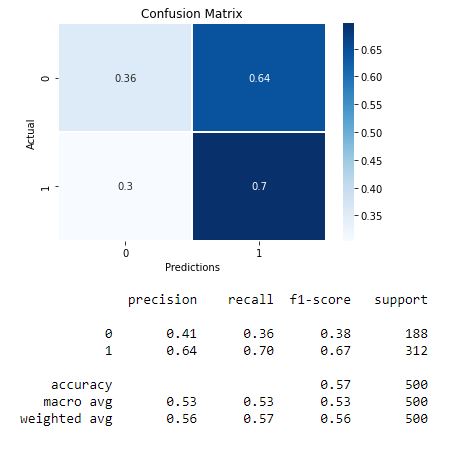 Confusion Matrix
0.36 0.64
0.3 0.7
0
1
Actual
0 1
Predictions
0.65
0.60
0.55
0.50
0.45
0.40
0.35
precision recall f1-score support
0 0.41 0.36 0.38 188
1 0.64 0.70 0.67 312
accuracy 0.57 500
macro avg 0.53 0.53 0.53 500
weighted avg 0.56 0.57 0.56 500